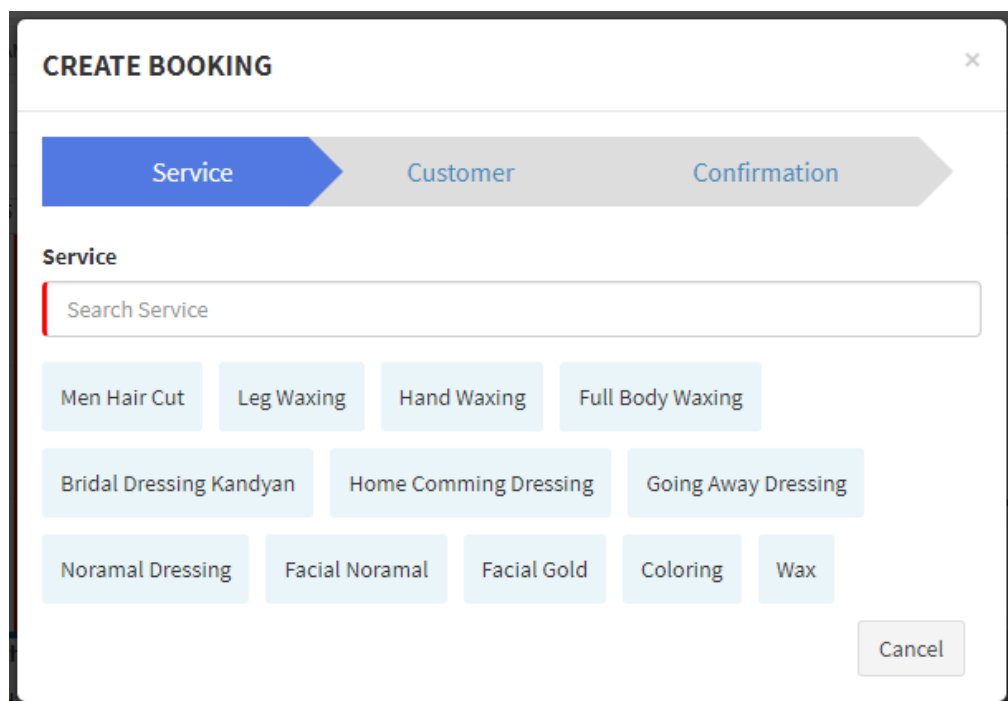 CREATE BOOKING ×
Service Customer Confirmation
Service
Search Service
Men Hair Cut Leg Waxing Hand Waxing Full Body Waxing
Bridal Dressing Kandyan Home Comming Dressing Going Away Dressing
Noramal Dressing Facial Noramal Facial Gold Coloring Wax
Cancel